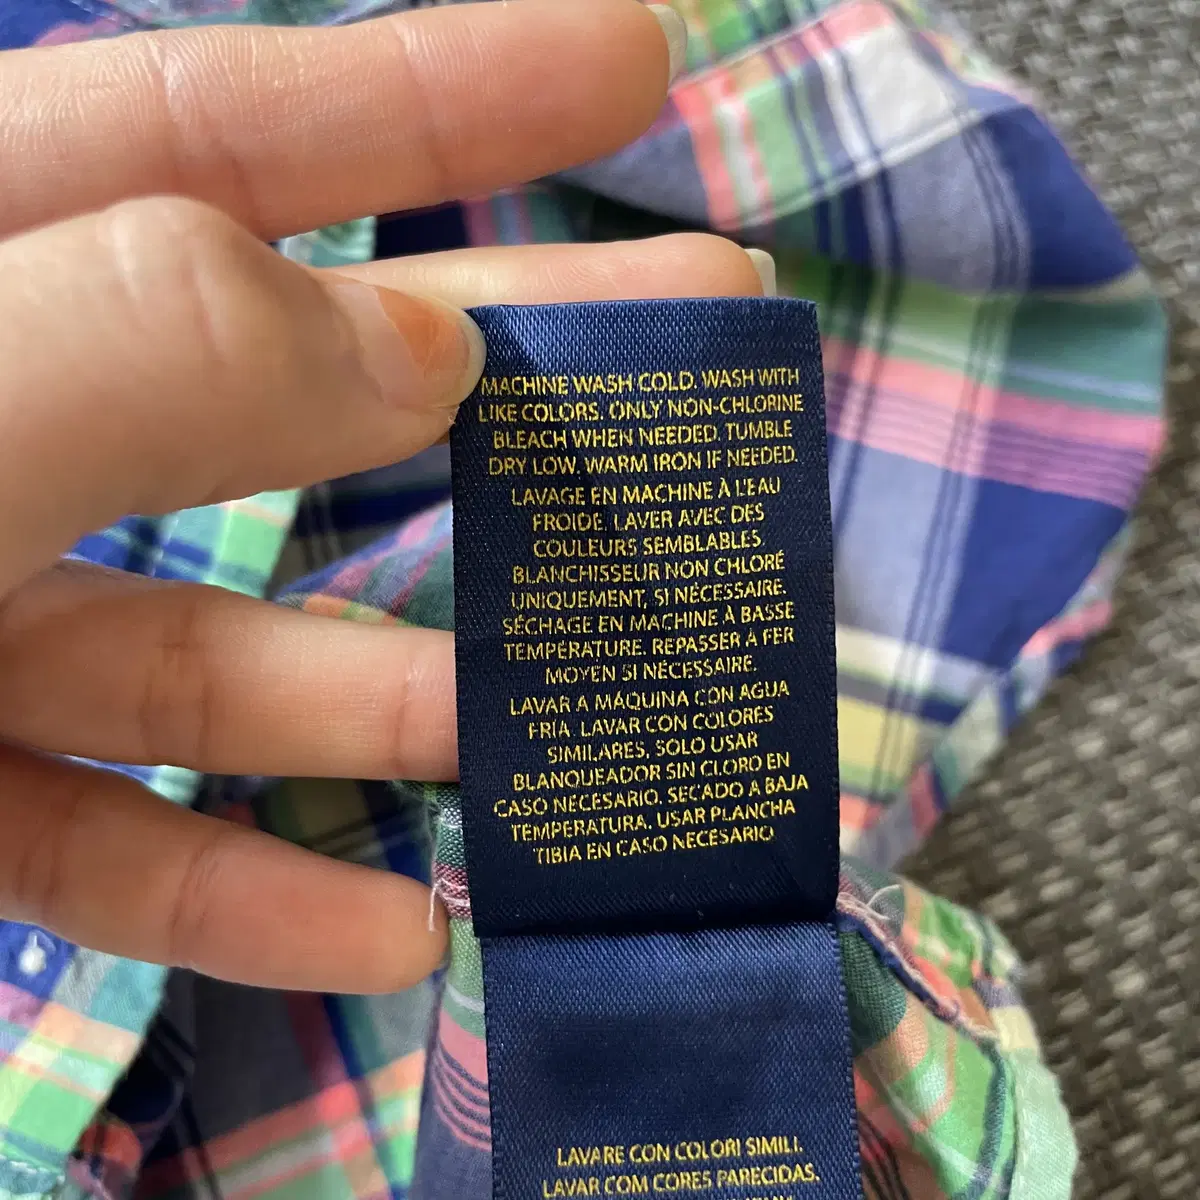 MACHINE WASH COLD. WASH WITH
LIKE COLORS. ONLY NON-CHLORINE
BLEACH WHEN NEEDED. TUMBLE
DRY LOW. WARM IRON IF NEEDED.
LAVAGE EN MACHINE À L'EAU
FROIDE. LAVER AVEC DES
COULEURS SEMBLABLES
BLANCHISSEUR NON CHLORÉ
UNIQUEMENT, SI NÉCESSAIRE.
SÉCHAGE EN MACHINE À BASSE
TEMPÉRATURE. REPASSER À FER
MOYEN SI NÉCESSAIRE.
LAVAR A MÁQUINA CON AGUA
FRÍA. LAVAR CON COLORES
SIMILARES, SOLO USAR
BLANQUEADOR SIN CLORO EN
CASO NECESARIO. SECADO A BAJA
TEMPERATURA. USAR PLANCHA
TIBIA EN CASO NECESARIO
LAVARE CON COLORI SIMILI.
LAVAR COM CORES PARECIDAS.